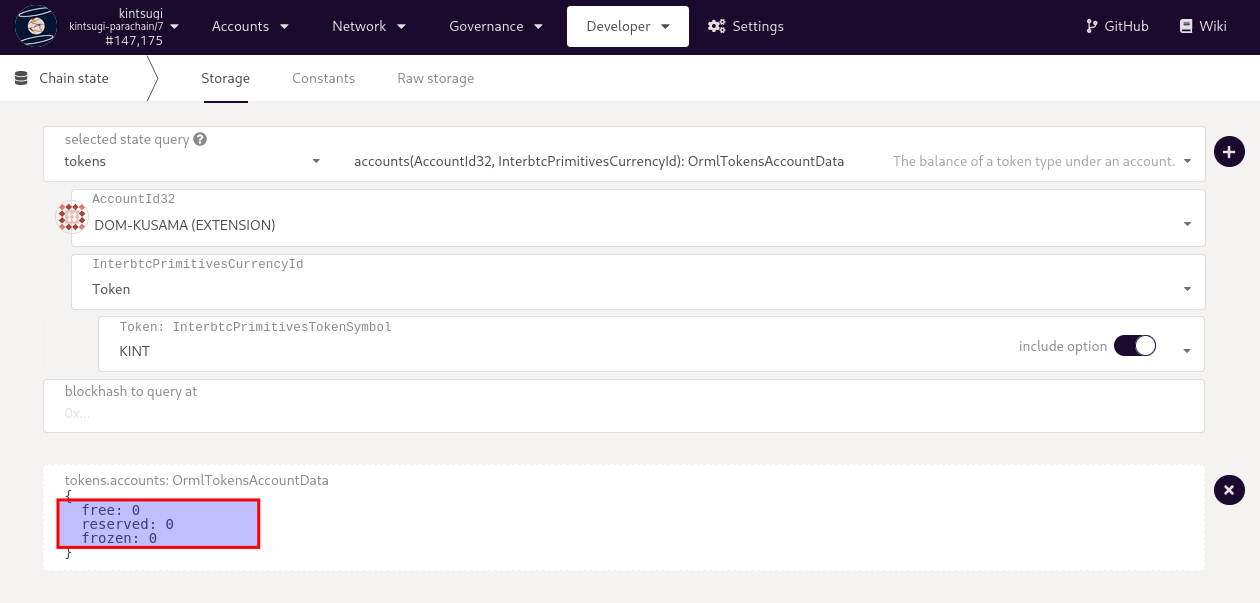 kintsugi
kintsugi-parachain/7
#147,175
Accounts
Network
Governance
Developer
Settings
GitHub
Wiki
Chain state
Storage
Constants
Raw storage
selected state query
tokens
accounts(AccountId32, InterbtcPrimitivesCurrencyId): OrmlTokensAccountData
The balance of a token type under an account.
AccountId32
DOM-KUSAMA (EXTENSION)
InterbtcPrimitivesCurrencyId
Token
Token: InterbtcPrimitivesTokenSymbol
KINT
include option
blockhash to query at
0x...
tokens.accounts: OrmlTokensAccountData
{
free: 0
reserved: 0
frozen: 0
}